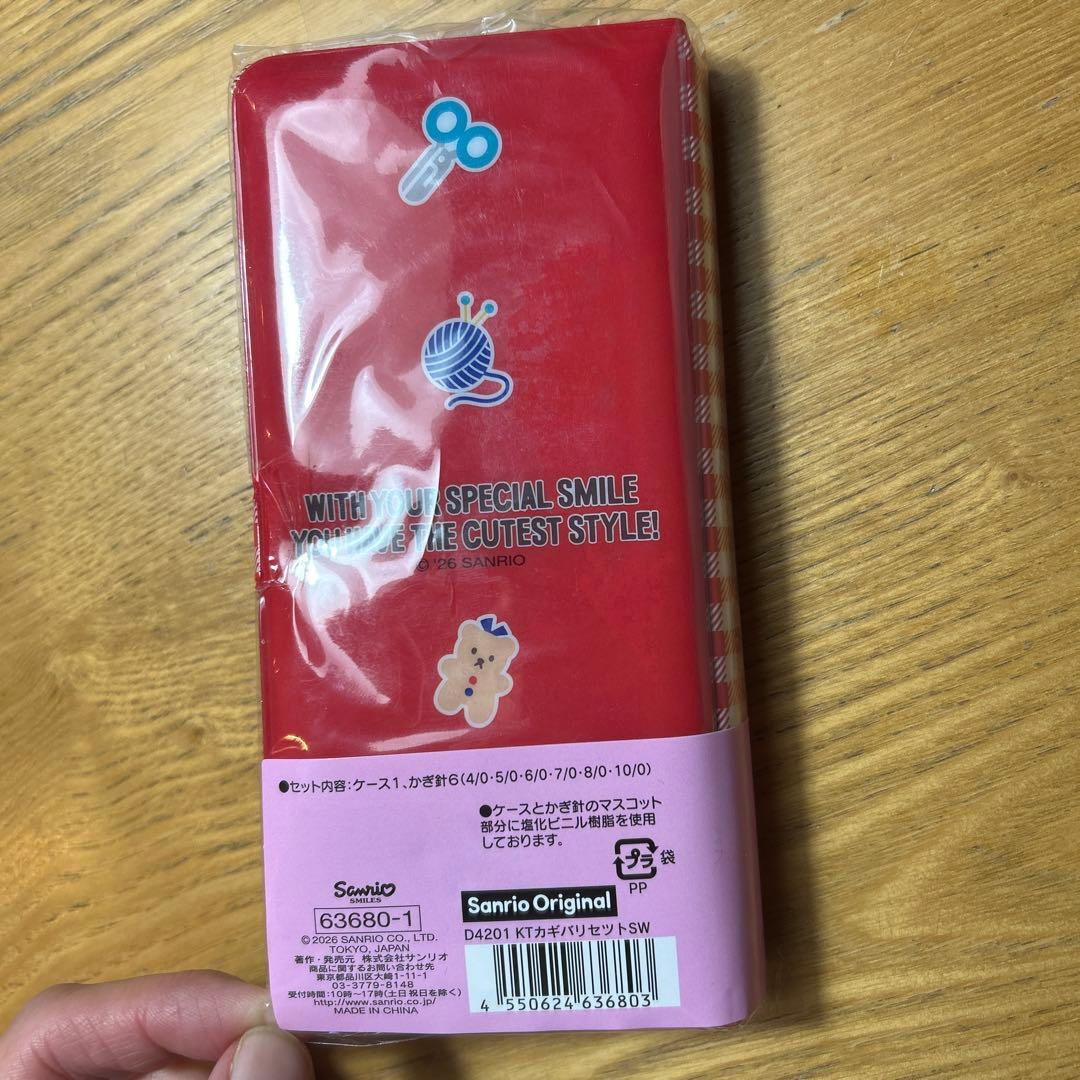 WITH YOUR SPECIAL SMILE
YOU HAVE THE CUTEST STYLE!
© '26 SANRIO
●セット内容:ケース1、かぎ針6(4/0・5/0・6/0・7/0・8/0・10/0)
●ケースとかぎ針のマスコット
部分に塩化ビニル樹脂を使用
しております。
プラ 袋
PP
Sanrio
SMILES
63680-1
© 2026 SANRIO CO., LTD.
TOKYO, JAPAN
著作・発売元 株式会社サンリオ
商品に関するお問い合わせ先
東京都品川区大崎1-11-1
03-3779-8148
受付時間:10時~17時(土日祝日を除く)
http://www.sanrio.co.jp/
MADE IN CHINA
Sanrio Original
D4201 KTカギバリセツトSW
4 550624 636803